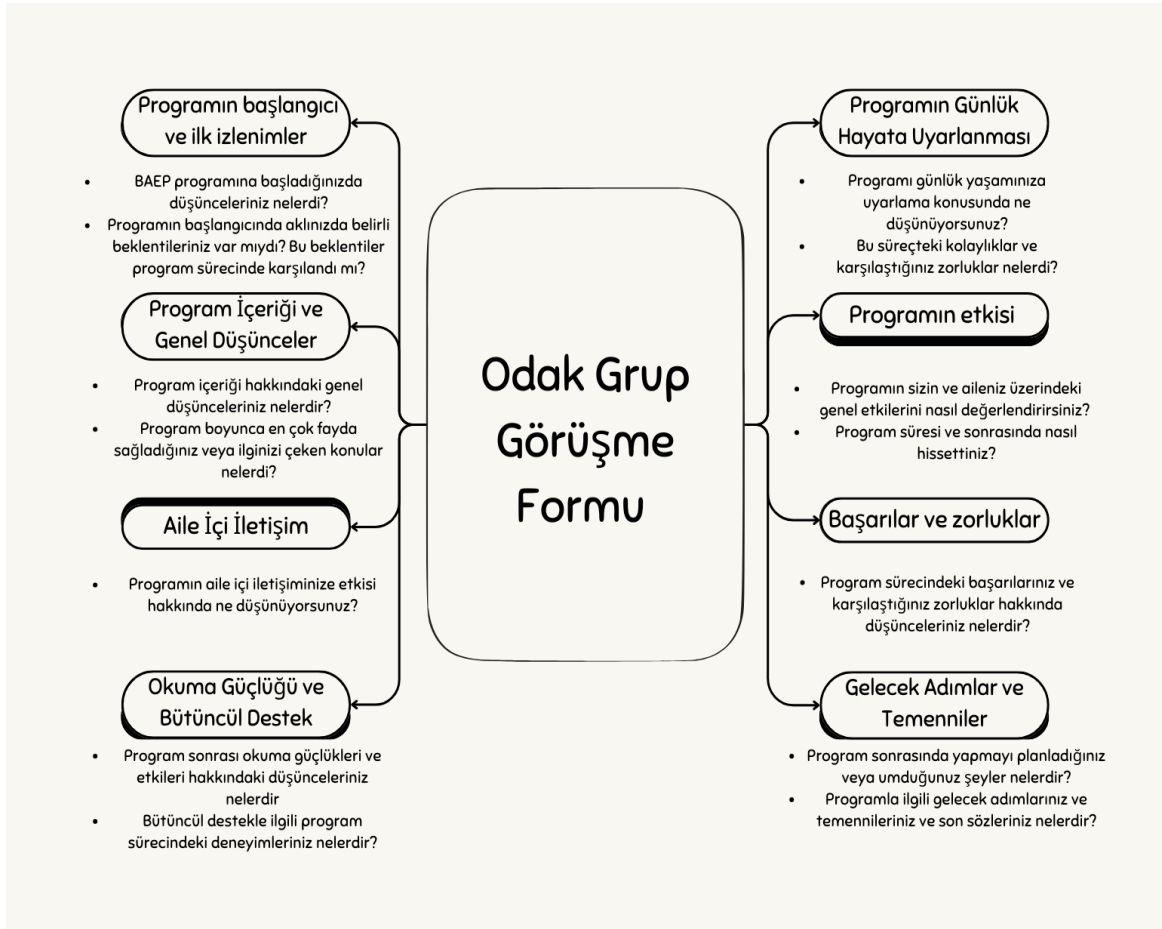 Programın başlangıcı
ve ilk izlenimler
BAEP programına başladığınızda
düşünceleriniz nelerdi?
Programın başlangıcında aklınızda belirli
beklentileriniz var mıydı? Bu beklentiler
program sürecinde karşılandı mı?
Program İçeriği ve
Genel Düşünceler
Program içeriği hakkındaki genel
düşünceleriniz nelerdir?
Program boyunca en çok fayda
sağladığınız veya ilginizi çeken konular
nelerdi?
Aile İçi İletişim
Programın aile içi iletişiminize etkisi
hakkında ne düşünüyorsunuz?
Okuma Güçlüğü ve
Bütüncül Destek
Program sonrası okuma güçlükleri ve
etkileri hakkındaki düşünceleriniz
nelerdir
Bütüncül destekle ilgili program
sürecindeki deneyimleriniz nelerdir?
Odak Grup
Görüşme
Formu
Programın Günlük
Hayata Uyarlanması
Programı günlük yaşamınıza
uyarlama konusunda ne
düşünüyorsunuz?
Bu süreçteki kolaylıklar ve
karşılaştığınız zorluklar nelerdi?
Programın etkisi
Programın sizin ve aileniz üzerindeki
genel etkilerini nasıl değerlendirirsiniz?
Program süresi ve sonrasında nasıl
hissettiniz?
Başarılar ve zorluklar
Program sürecindeki başarılarınız ve
karşılaştığınız zorluklar hakkında
düşünceleriniz nelerdir?
Gelecek Adımlar ve
Temenniler
Program sonrasında yapmayı planladığınız
veya umduğunuz şeyler nelerdir?
Programla ilgili gelecek adımlarınız ve
temennileriniz ve son sözleriniz nelerdir?